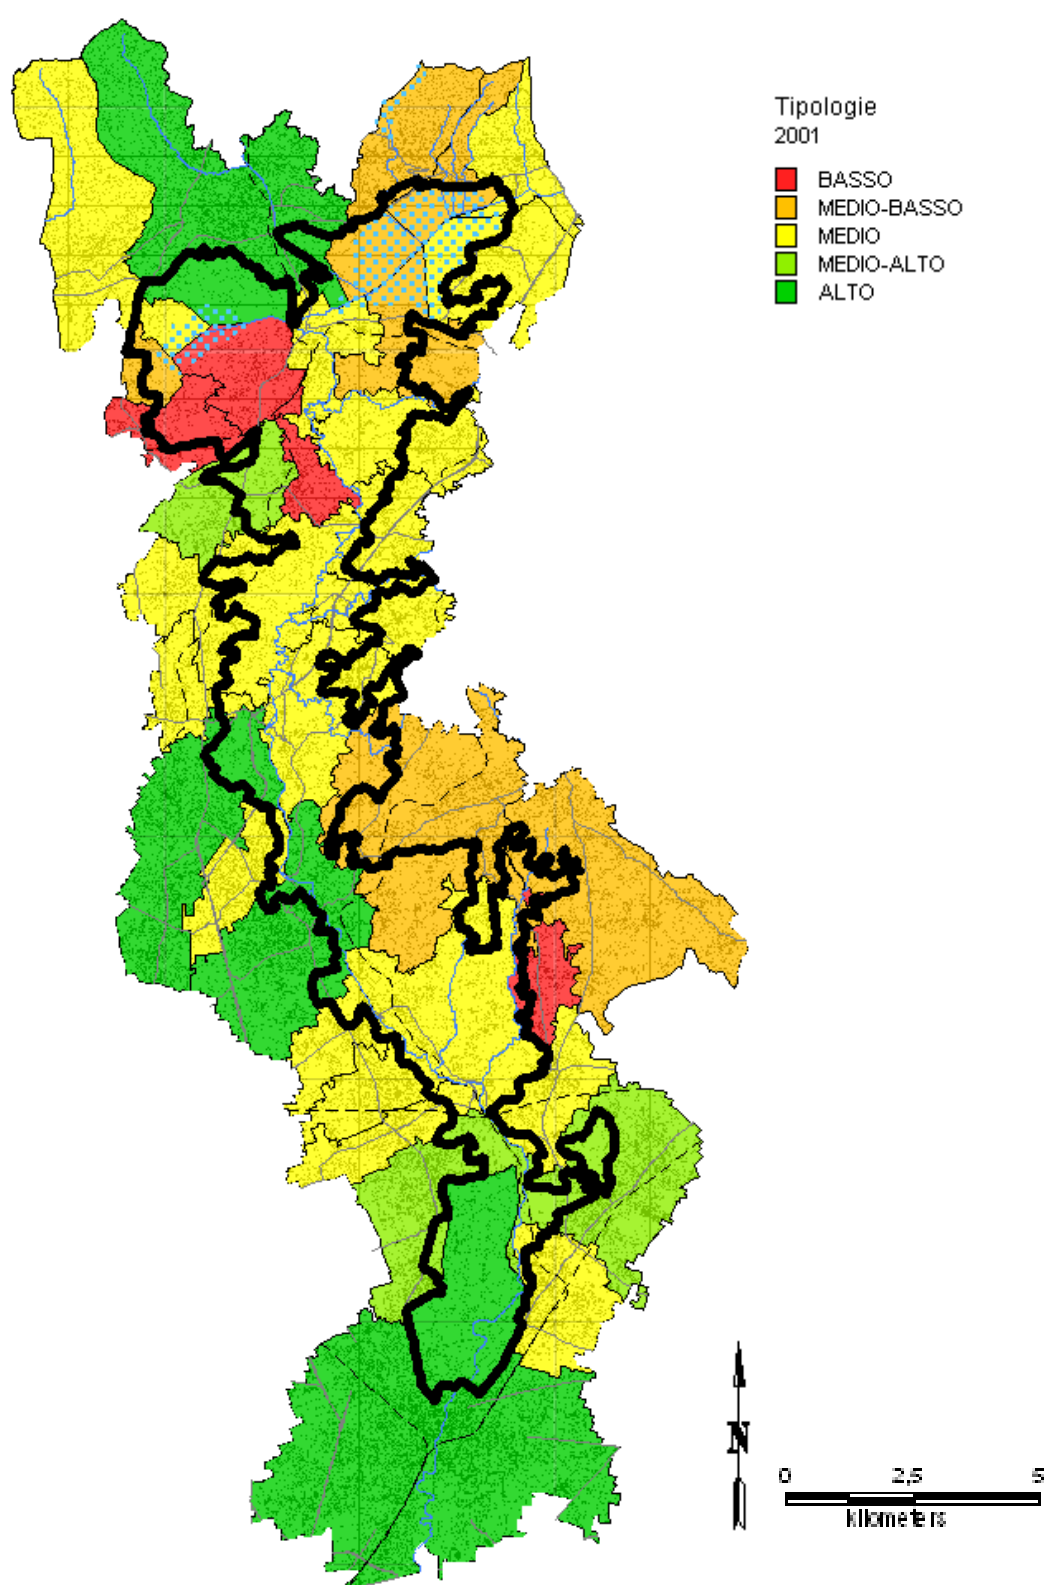 Tipologie
2001
BASSO
MEDIO-BASSO
MEDIO
MEDIO-ALTO
ALTO
N
0 2,5 5
kilometers